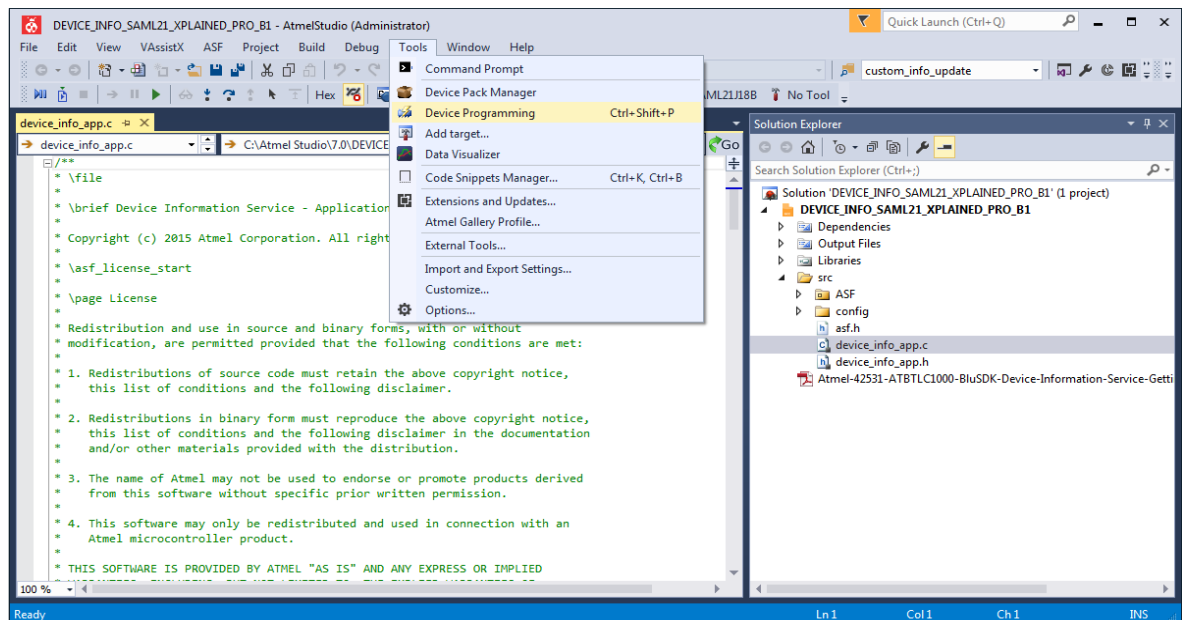 DEVICE_INFO_SAML21_XPLAINED_PRO_B1 - AtmelStudio (Administrator)
Quick Launch (Ctrl+Q)
File Edit View VAssistX ASF Project Build Debug Tools Window Help
custom_info_update
Hex
ML21J18B No Tool
Command Prompt
Device Pack Manager
Device Programming Ctrl+Shift+P
Add target...
Data Visualizer
Code Snippets Manager... Ctrl+K, Ctrl+B
Extensions and Updates...
Atmel Gallery Profile...
External Tools...
Import and Export Settings...
Customize...
Options...
device_info_app.c
device_info_app.c C:\Atmel Studio\7.0\DEVICE Go
/**
* \file
*
* \brief Device Information Service - Application
*
* Copyright (c) 2015 Atmel Corporation. All right
*
* \asf_license_start
*
* \page License
*
* Redistribution and use in source and binary forms, with or without
* modification, are permitted provided that the following conditions are met:
*
* 1. Redistributions of source code must retain the above copyright notice,
* this list of conditions and the following disclaimer.
*
* 2. Redistributions in binary form must reproduce the above copyright notice,
* this list of conditions and the following disclaimer in the documentation
* and/or other materials provided with the distribution.
*
* 3. The name of Atmel may not be used to endorse or promote products derived
* from this software without specific prior written permission.
*
* 4. This software may only be redistributed and used in connection with an
* Atmel microcontroller product.
*
* THIS SOFTWARE IS PROVIDED BY ATMEL "AS IS" AND ANY EXPRESS OR IMPLIED
100 %
Solution Explorer
Search Solution Explorer (Ctrl+;)
Solution 'DEVICE_INFO_SAML21_XPLAINED_PRO_B1' (1 project)
DEVICE_INFO_SAML21_XPLAINED_PRO_B1
Dependencies
Output Files
Libraries
src
ASF
config
asf.h
device_info_app.c
device_info_app.h
Atmel-42531-ATBTLC1000-BluSDK-Device-Information-Service-Getti
Ready Ln 1 Col 1 Ch 1 INS